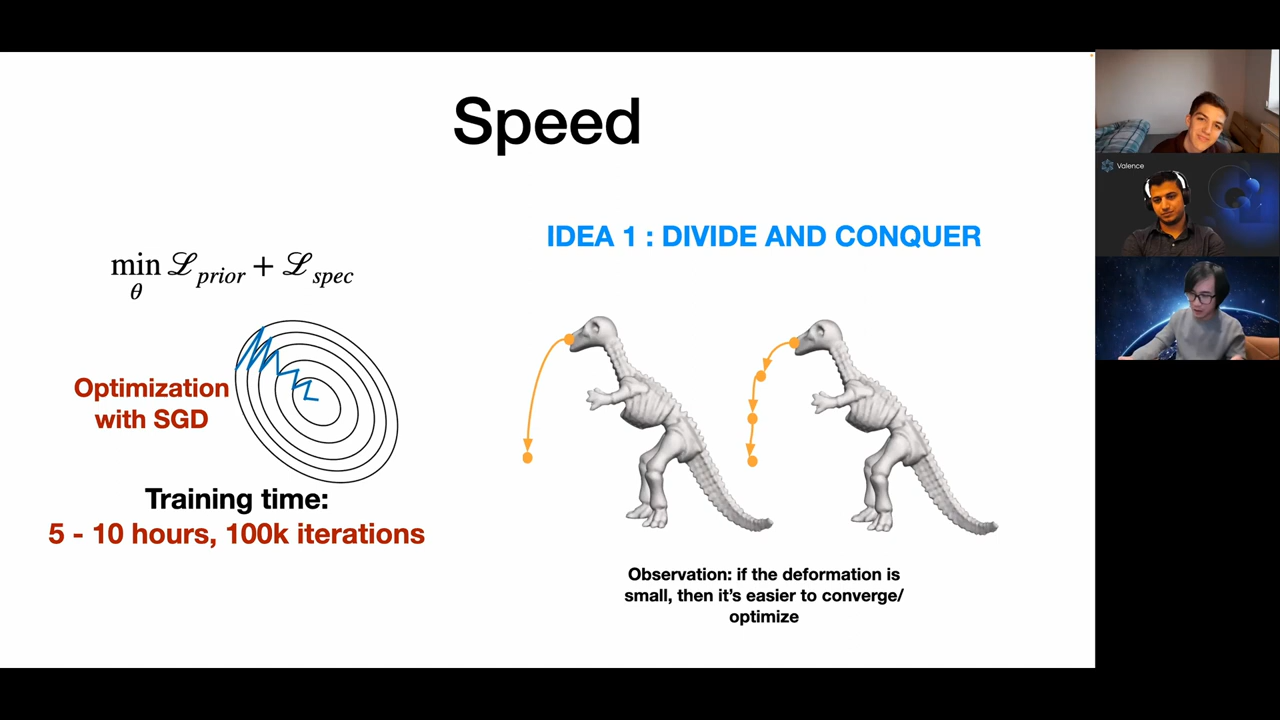 Speed
IDEA 1 : DIVIDE AND CONQUER
min ℒprior + ℒspec
θ
Optimization
with SGD
Training time:
5 - 10 hours, 100k iterations
Observation: if the deformation is
small, then it's easier to converge/
optimize
Valence